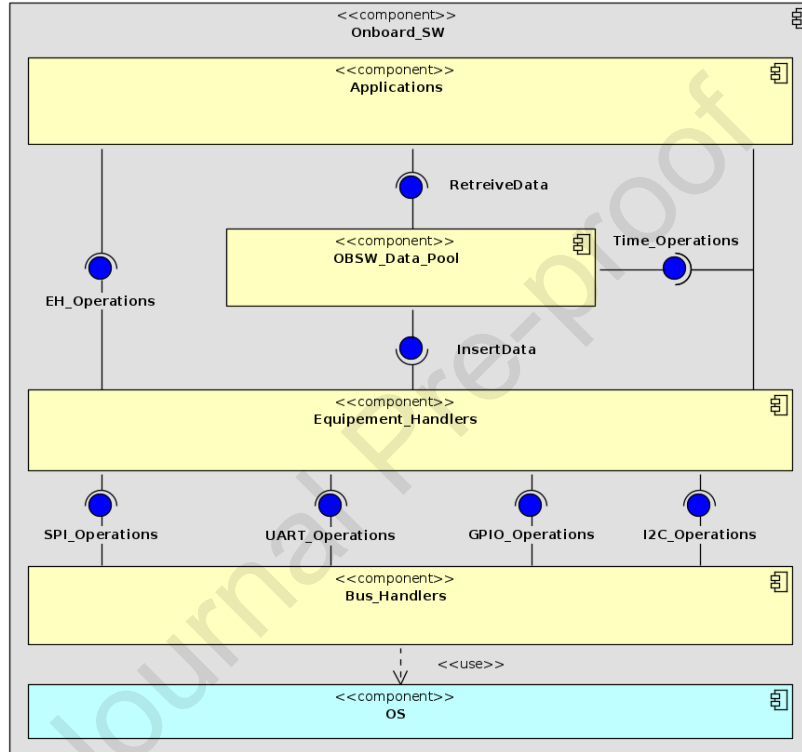 <<component>>
Onboard_SW
<<component>>
Applications
RetreiveData
<<component>>
OBSW_Data_Pool
Time_Operations
EH_Operations
InsertData
<<component>>
Equipement_Handlers
SPI_Operations
UART_Operations
GPIO_Operations
I2C_Operations
<<component>>
Bus_Handlers
<<use>>
<<component>>
OS
Journal Pre-proof